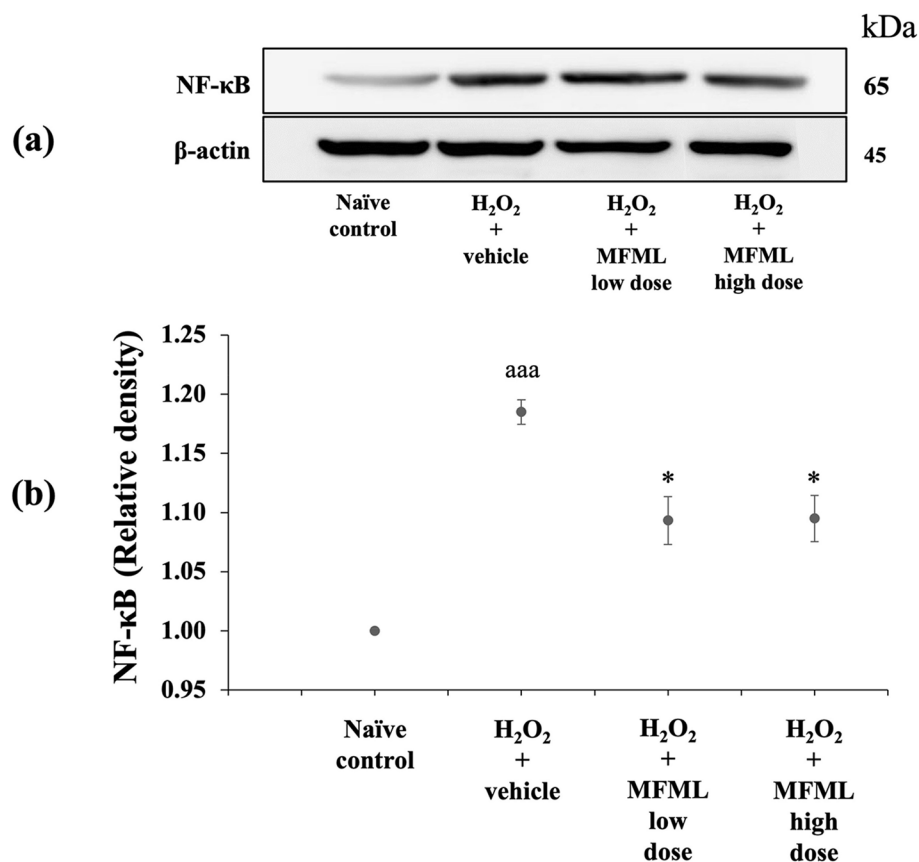 kDa
NF-κB
65
(a)
β-actin
45
Naïve
control
H₂O₂
+
vehicle
H₂O₂
+
MFML
low dose
H₂O₂
+
MFML
high dose
(b)
NF-κB (Relative density)
1.25
1.20
1.15
1.10
1.05
1.00
0.95
aaa
*
*
Naïve
control
H₂O₂
+
vehicle
H₂O₂
+
MFML
low
dose
H₂O₂
+
MFML
high
dose